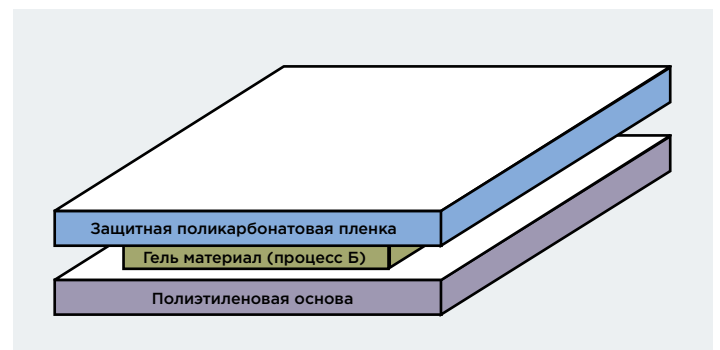 Защитная поликарбонатовая пленка
Гель материал (процесс Б)
Полиэтиленовая основа